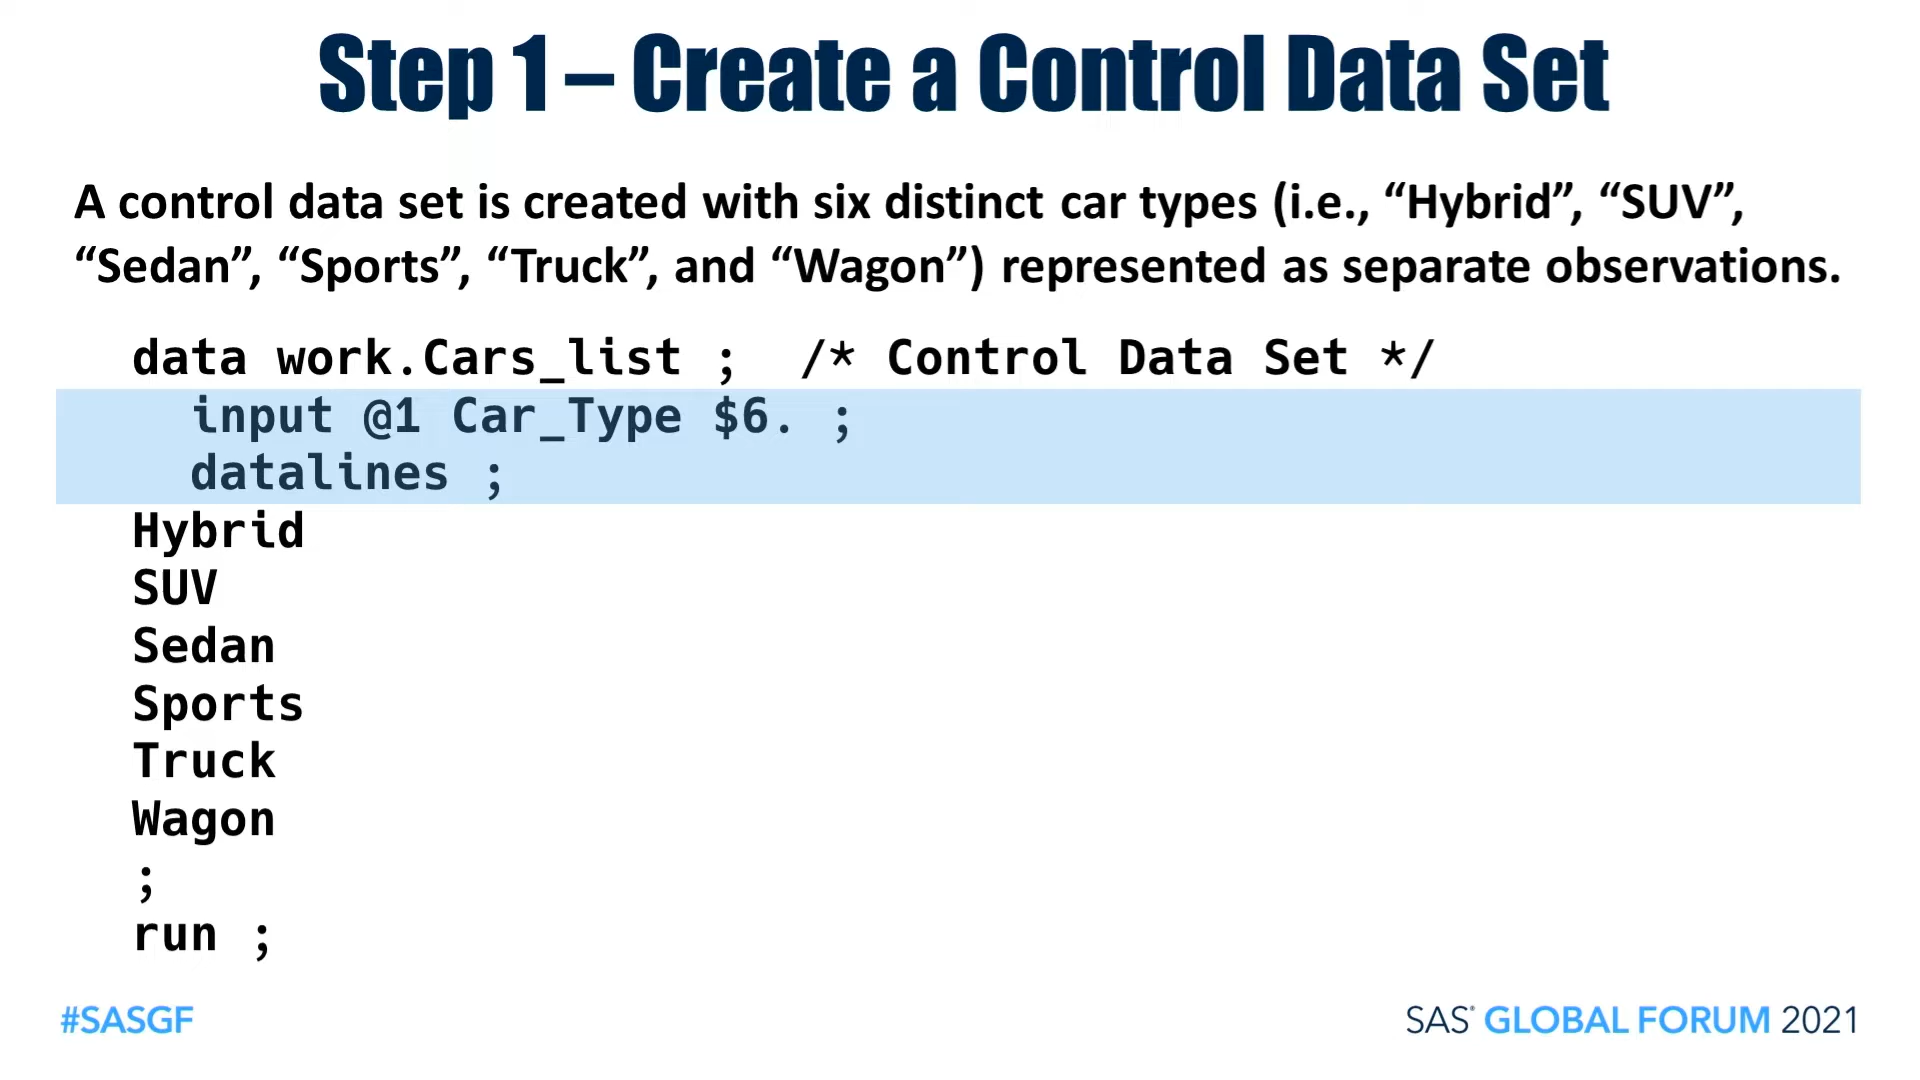 Step 1 – Create a Control Data Set
A control data set is created with six distinct car types (i.e., “Hybrid”, “SUV”,
“Sedan”, “Sports”, “Truck”, and “Wagon”) represented as separate observations.
data work.Cars_list ;  /* Control Data Set */
  input @1 Car_Type $6. ;
  datalines ;
Hybrid
SUV
Sedan
Sports
Truck
Wagon
;
run ;
#SASGF
SAS® GLOBAL FORUM 2021